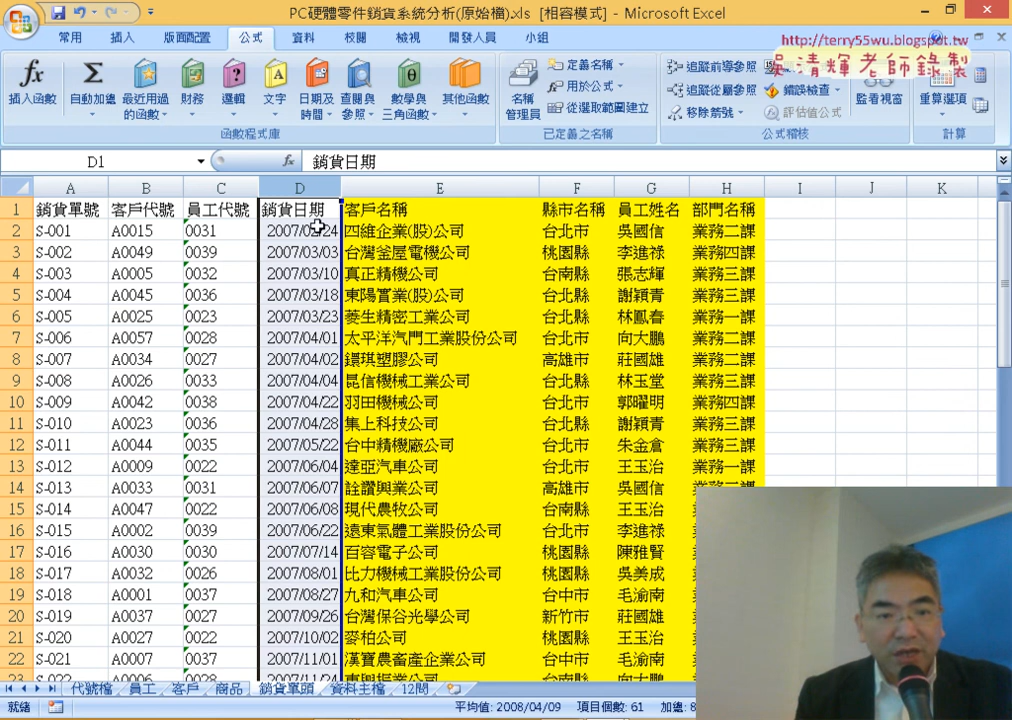 PC硬體零件銷貨系統分析(原始檔).xls [相容模式] - Microsoft Excel
常用 插入 版面配置 公式 資料 校閱 檢視 開發人員 小組
http://terry55wu.blogspot.tw
吳清輝老師錄製
插入函數 自動加總 最近用過的函數 財務 邏輯 文字 日期及時間 查閱與參照 數學與三角函數 其他函數
函數程式庫
名稱管理員 定義名稱 用於公式 從選取範圍建立
已定義之名稱
追蹤前導參照 追蹤從屬參照 移除箭號 錯誤檢查 評估值公式 監看視窗
公式稽核
重算選項
計算
D1 fx 銷貨日期
A B C D E F G H I J K
1 銷貨單號 客戶代號 員工代號 銷貨日期 客戶名稱 縣市名稱 員工姓名 部門名稱
2 S-001 A0015 0031 2007/02/24 四維企業(股)公司 台北市 吳國信 業務二課
3 S-002 A0049 0039 2007/03/03 台灣釜屋電機公司 桃園縣 李進祿 業務四課
4 S-003 A0005 0032 2007/03/10 真正精機公司 台南縣 張志輝 業務三課
5 S-004 A0045 0036 2007/03/18 東陽實業(股)公司 台北縣 謝穎青 業務三課
6 S-005 A0025 0023 2007/03/23 菱生精密工業公司 台北縣 林鳳春 業務一課
7 S-006 A0057 0028 2007/04/01 太平洋汽門工業股份公司 台北市 向大鵬 業務二課
8 S-007 A0034 0027 2007/04/02 鐶琪塑膠公司 高雄市 莊國雄 業務二課
9 S-008 A0026 0033 2007/04/04 昆信機械工業公司 台北縣 林玉堂 業務三課
10 S-009 A0042 0038 2007/04/22 羽田機械公司 台北市 郭曜明 業務四課
11 S-010 A0023 0036 2007/04/28 集上科技公司 台北縣 謝穎青 業務三課
12 S-011 A0044 0035 2007/05/22 台中精機廠公司 台北市 朱金倉 業務三課
13 S-012 A0009 0022 2007/06/04 達亞汽車公司 台北市 王玉治 業務一課
14 S-013 A0033 0031 2007/06/07 詮讚興業公司 高雄市 吳國信 業務二課
15 S-014 A0047 0022 2007/06/08 現代農牧公司 台南縣 王玉治
16 S-015 A0002 0039 2007/06/22 遠東氣體工業股份公司 台北市 李進祿
17 S-016 A0030 0030 2007/07/14 百容電子公司 桃園縣 陳雅賢
18 S-017 A0032 0026 2007/08/01 比力機械工業股份公司 台北縣 吳美成
19 S-018 A0001 0037 2007/08/27 九和汽車公司 台中市 毛渝南
20 S-019 A0037 0027 2007/09/26 台灣保谷光學公司 新竹市 莊國雄
21 S-020 A0027 0022 2007/10/02 麥柏公司 桃園縣 王玉治
22 S-021 A0007 0037 2007/11/01 漢寶農畜產企業公司 台中市 毛渝南
代號檔 員工 客戶 商品 銷貨單頭 資料主檔 12問
就緒 平均值: 2008/04/09 項目個數: 61 加總: 8